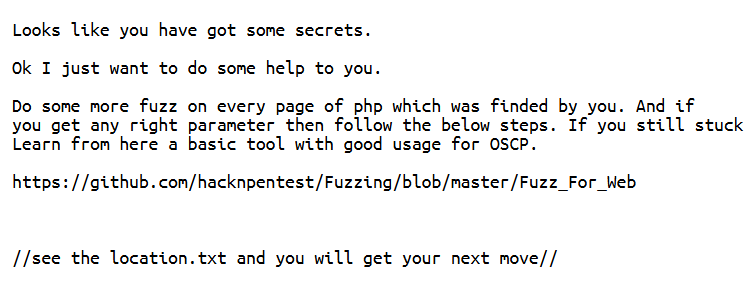 Looks like you have got some secrets.
Ok I just want to do some help to you.
Do some more fuzz on every page of php which was finded by you. And if
you get any right parameter then follow the below steps. If you still stuck
Learn from here a basic tool with good usage for OSCP.
https://github.com/hacknpentest/Fuzzing/blob/master/Fuzz_For_Web
//see the location.txt and you will get your next move//